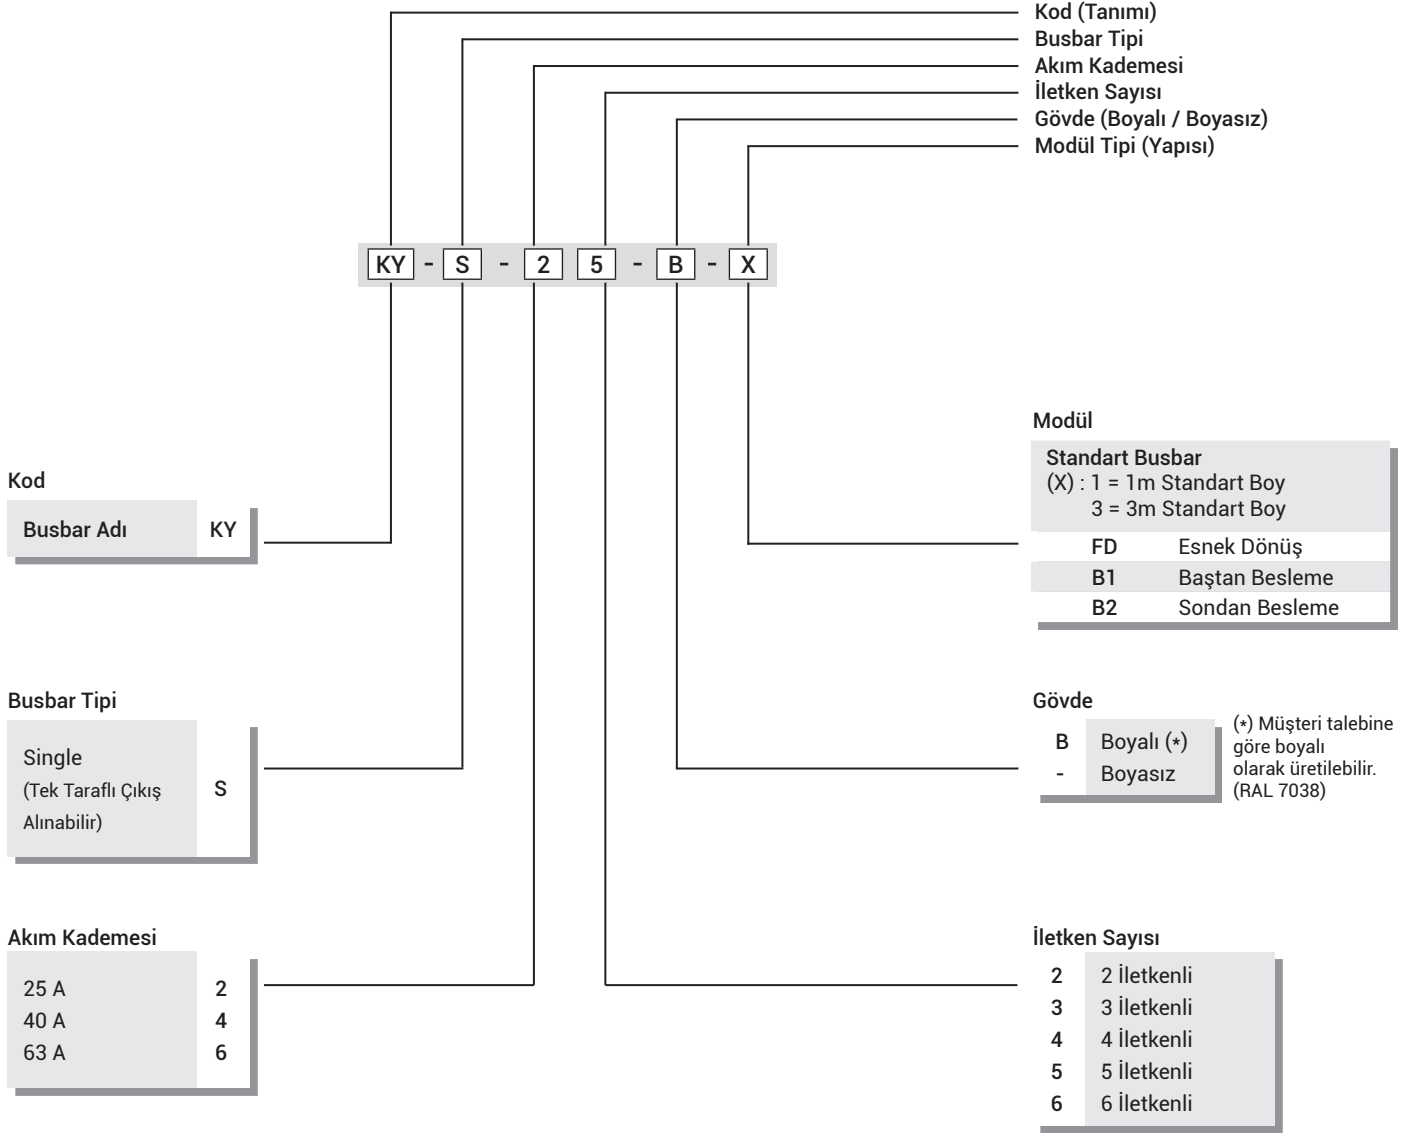 Kod (Tanımı)
Busbar Tipi
Akım Kademesi
İletken Sayısı
Gövde (Boyalı / Boyasız)
Modül Tipi (Yapısı)
KY - S - 2 5 - B - X
Kod
Busbar Adı KY
Busbar Tipi
Single
(Tek Taraflı Çıkış
Alınabilir)
S
Akım Kademesi
25 A 2
40 A 4
63 A 6
Modül
Standart Busbar
(X) : 1 = 1m Standart Boy
3 = 3m Standart Boy
FD Esnek Dönüş
B1 Baştan Besleme
B2 Sondan Besleme
Gövde
B Boyalı (*)
- Boyasız
(*) Müşteri talebine
göre boyalı
olarak üretilebilir.
(RAL 7038)
İletken Sayısı
2 2 İletkenli
3 3 İletkenli
4 4 İletkenli
5 5 İletkenli
6 6 İletkenli